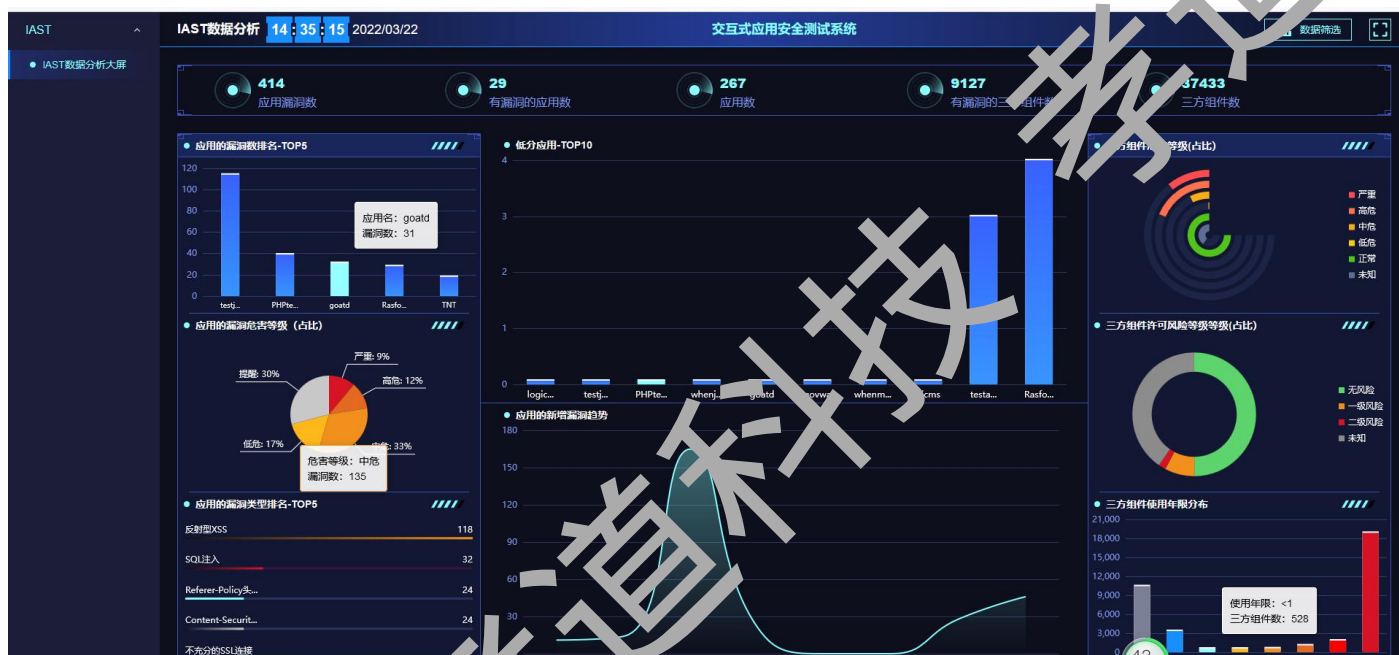 IAST
IAST数据分析大屏
IAST数据分析 14:35:15 2022/03/22
交互式应用安全测试系统
数据筛选
414
应用漏洞数
29
有漏洞的应用数
267
应用数
9127
有漏洞的三方组件数
37433
三方组件数
应用的漏洞数排名-TOP5
120
100
80
60
40
20
0
应用名：goatd
漏洞数：31
testj...
PHPte...
goatd
Rasfo...
TNT
应用的漏洞危害等级（占比）
严重: 9%
高危: 12%
中危: 33%
低危: 17%
提醒: 30%
危害等级：中危
漏洞数：135
应用的漏洞类型排名-TOP5
反射型XSS 118
SQL注入 32
Referer-Policy头... 24
Content-Securit... 24
不充分的SSL连接
低分应用-TOP10
4
3
2
1
0
logic...
testj...
PHPte...
whenj...
goatd
whenm...
testa...
Rasfo...
应用的新增漏洞趋势
180
150
120
90
60
30
等级(占比)
严重
高危
中危
低危
正常
未知
三方组件许可风险等级等级(占比)
无风险
一级风险
二级风险
未知
三方组件使用年限分布
21,000
18,000
15,000
12,000
9,000
6,000
3,000
0
使用年限：<1
三方组件数：528
道科技